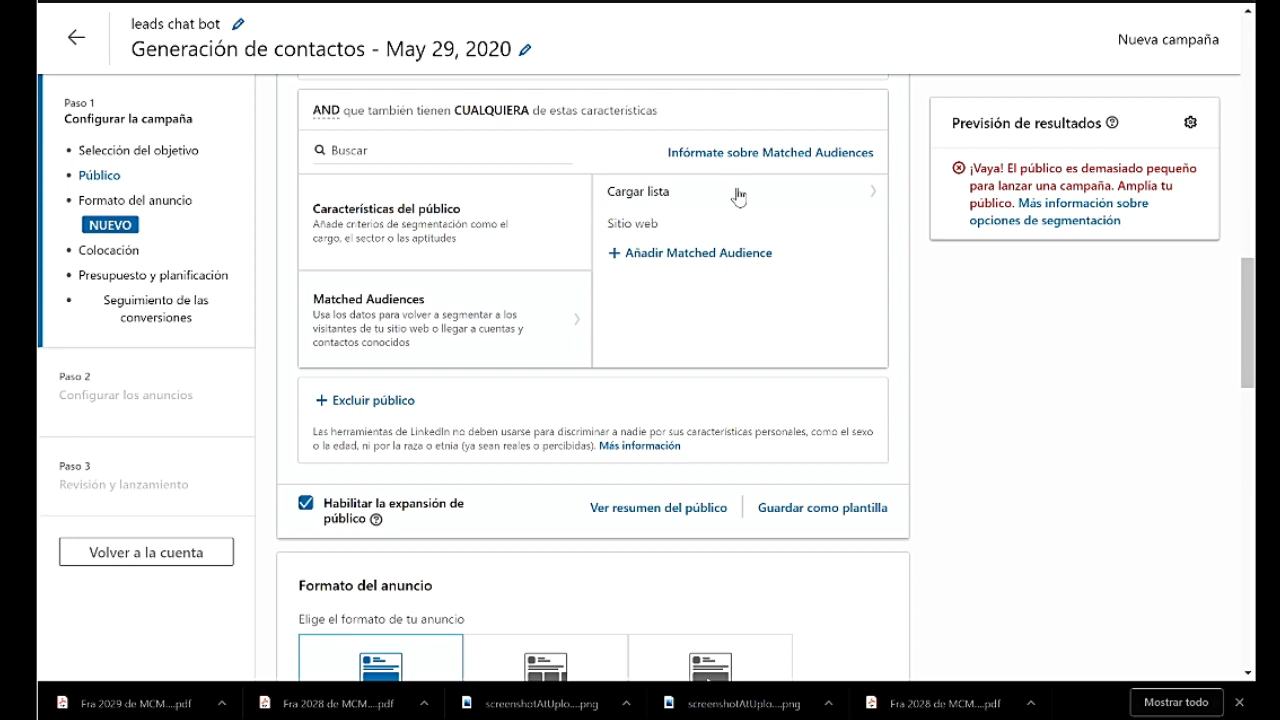 leads chat bot
Generación de contactos - May 29, 2020
Nueva campaña
Paso 1
Configurar la campaña
• Selección del objetivo
• Público
• Formato del anuncio
NUEVO
• Colocación
• Presupuesto y planificación
• Seguimiento de las
conversiones
Paso 2
Configurar los anuncios
Paso 3
Revisión y lanzamiento
Volver a la cuenta
AND que también tienen CUALQUIERA de estas características
Buscar
Infórmate sobre Matched Audiences
Características del público
Añade criterios de segmentación como el
cargo, el sector o las aptitudes
Matched Audiences
Usa los datos para volver a segmentar a los
visitantes de tu sitio web o llegar a cuentas y
contactos conocidos
Cargar lista
Sitio web
+ Añadir Matched Audience
+ Excluir público
Las herramientas de LinkedIn no deben usarse para discriminar a nadie por sus características personales, como el sexo
o la edad, ni por la raza o etnia (ya sean reales o percibidas). Más información
Habilitar la expansión de
público
Ver resumen del público
Guardar como plantilla
Formato del anuncio
Elige el formato de tu anuncio
Previsión de resultados
¡Vaya! El público es demasiado pequeño
para lanzar una campaña. Amplía tu
público. Más información sobre
opciones de segmentación
Fra 2029 de MCM....pdf
Fra 2028 de MCM....pdf
screenshotAtUplo....png
screenshotAtUplo....png
Fra 2028 de MCM....pdf
Mostrar todo